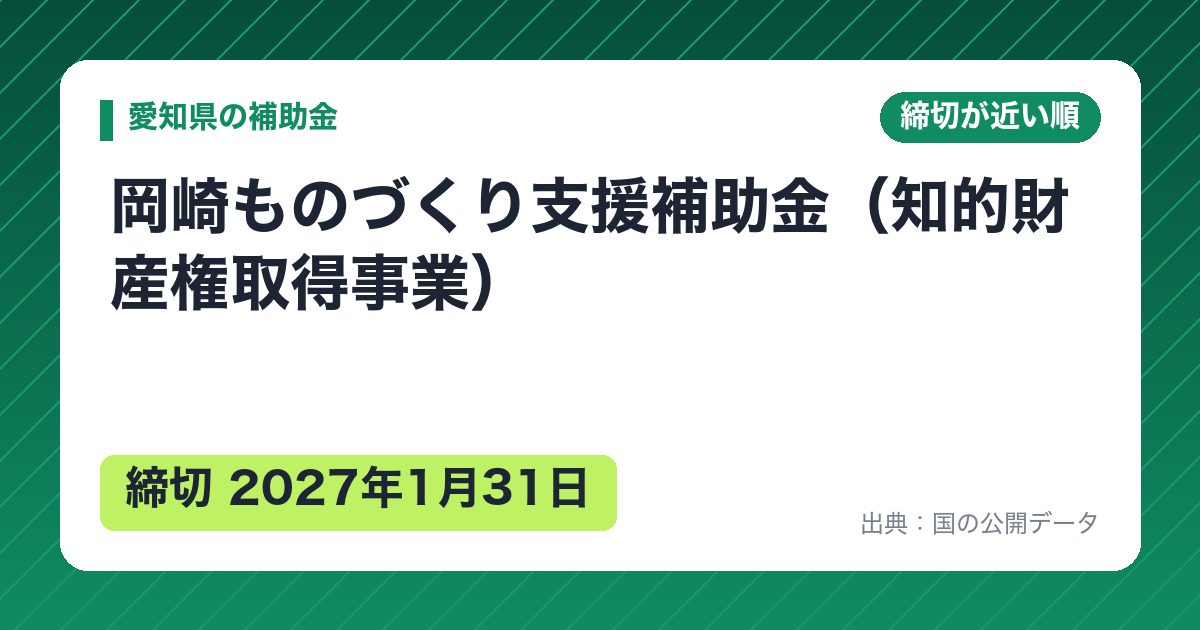 愛知県の補助金
締切が近い順
岡崎ものづくり支援補助金（知的財
産権取得事業）
締切 2027年1月31日
出典：国の公開データ